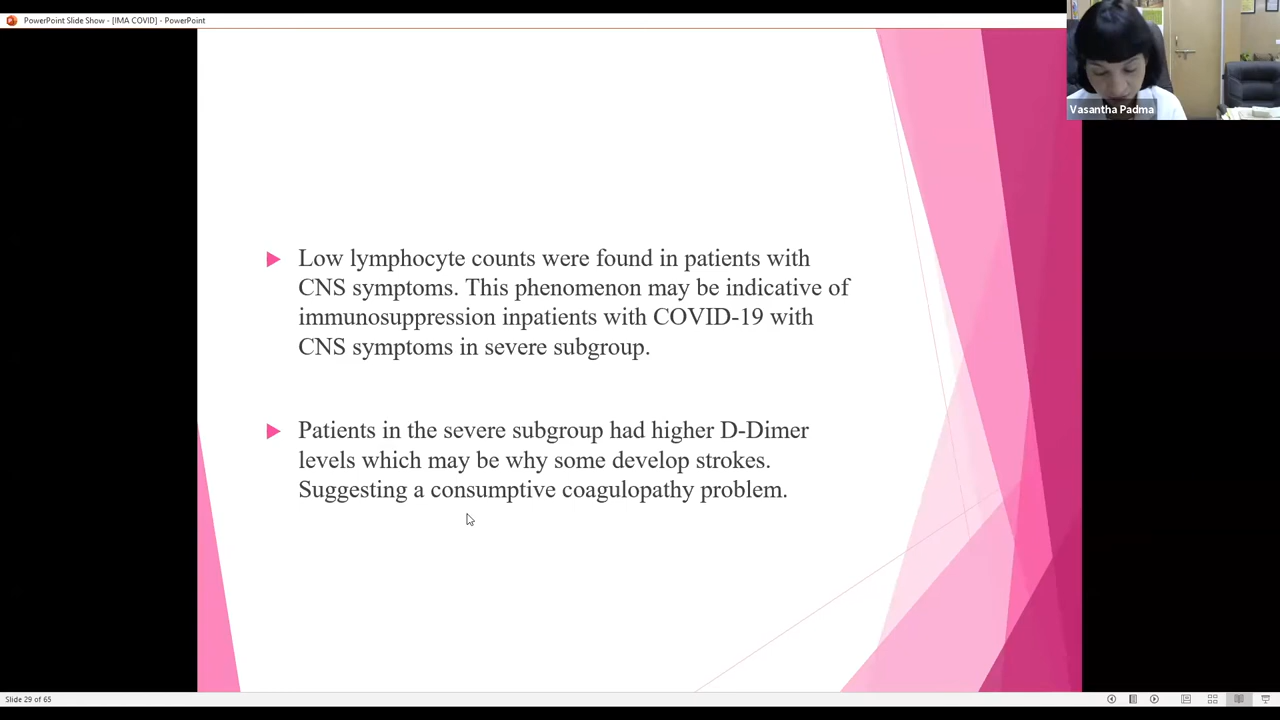 PowerPoint Slide Show - [IMA COVID] - PowerPoint
Vasantha Padma
Low lymphocyte counts were found in patients with
CNS symptoms. This phenomenon may be indicative of
immunosuppression inpatients with COVID-19 with
CNS symptoms in severe subgroup.
Patients in the severe subgroup had higher D-Dimer
levels which may be why some develop strokes.
Suggesting a consumptive coagulopathy problem.
Slide 29 of 65